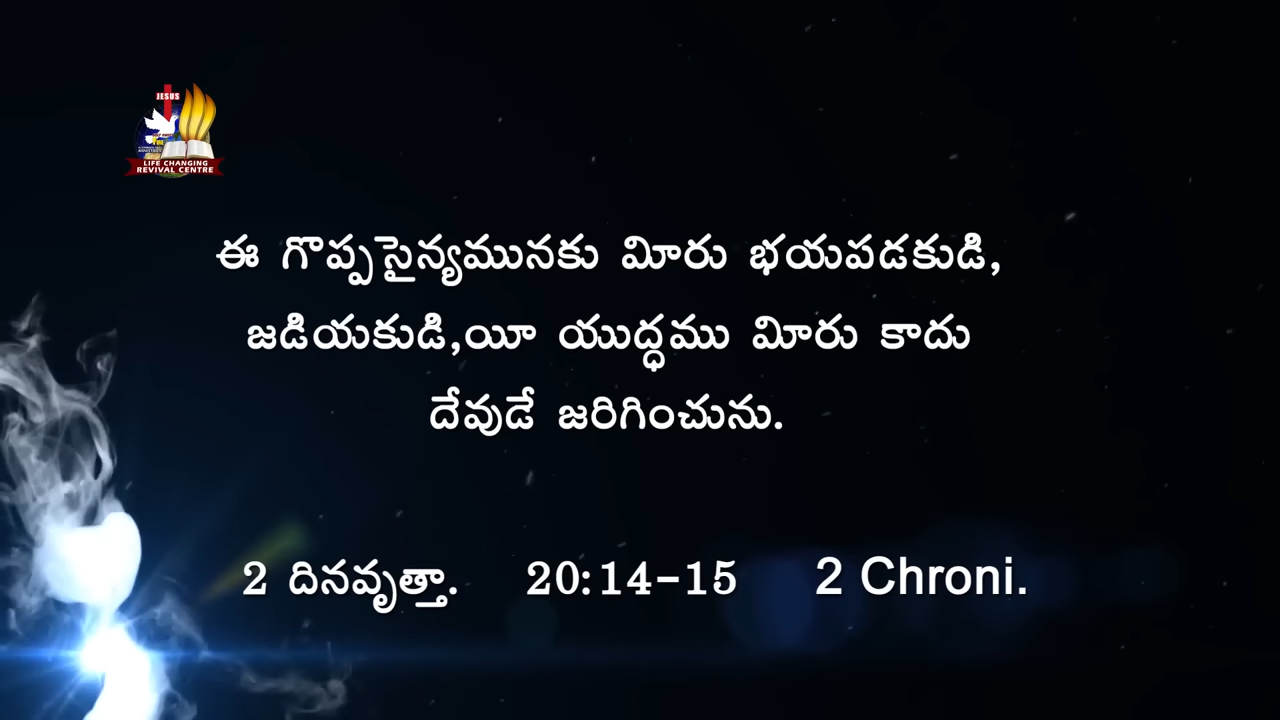 JESUS
LIFE CHANGING
REVIVAL CENTRE
ఈ గొప్పసైన్యమునకు మీరు భయపడకుడి,
జడియకుడి,యీ యుద్ధము మీరు కాదు
దేవుడే జరిగించును.
2 దినవృత్తా. 20:14-15 2 Chroni.